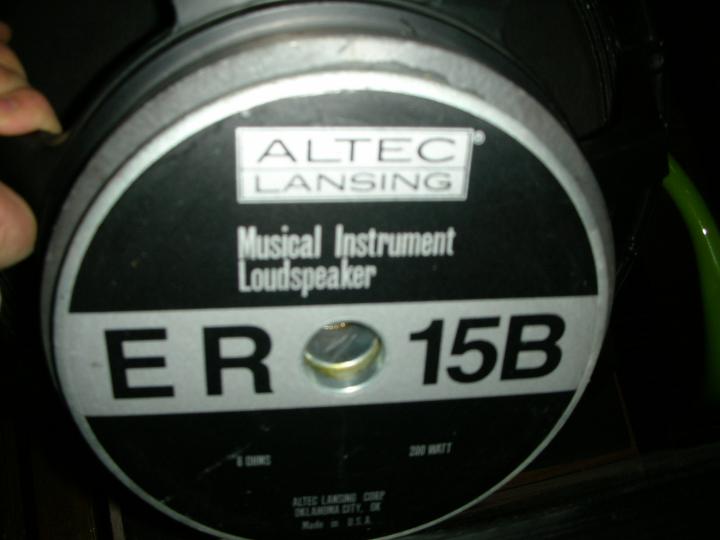 ALTEC®
LANSING
Musical Instrument
Loudspeaker
ER 15B
8 OHMS 200 WATT
ALTEC LANSING CORP
OKLAHOMA CITY, OK
Made in U.S.A.